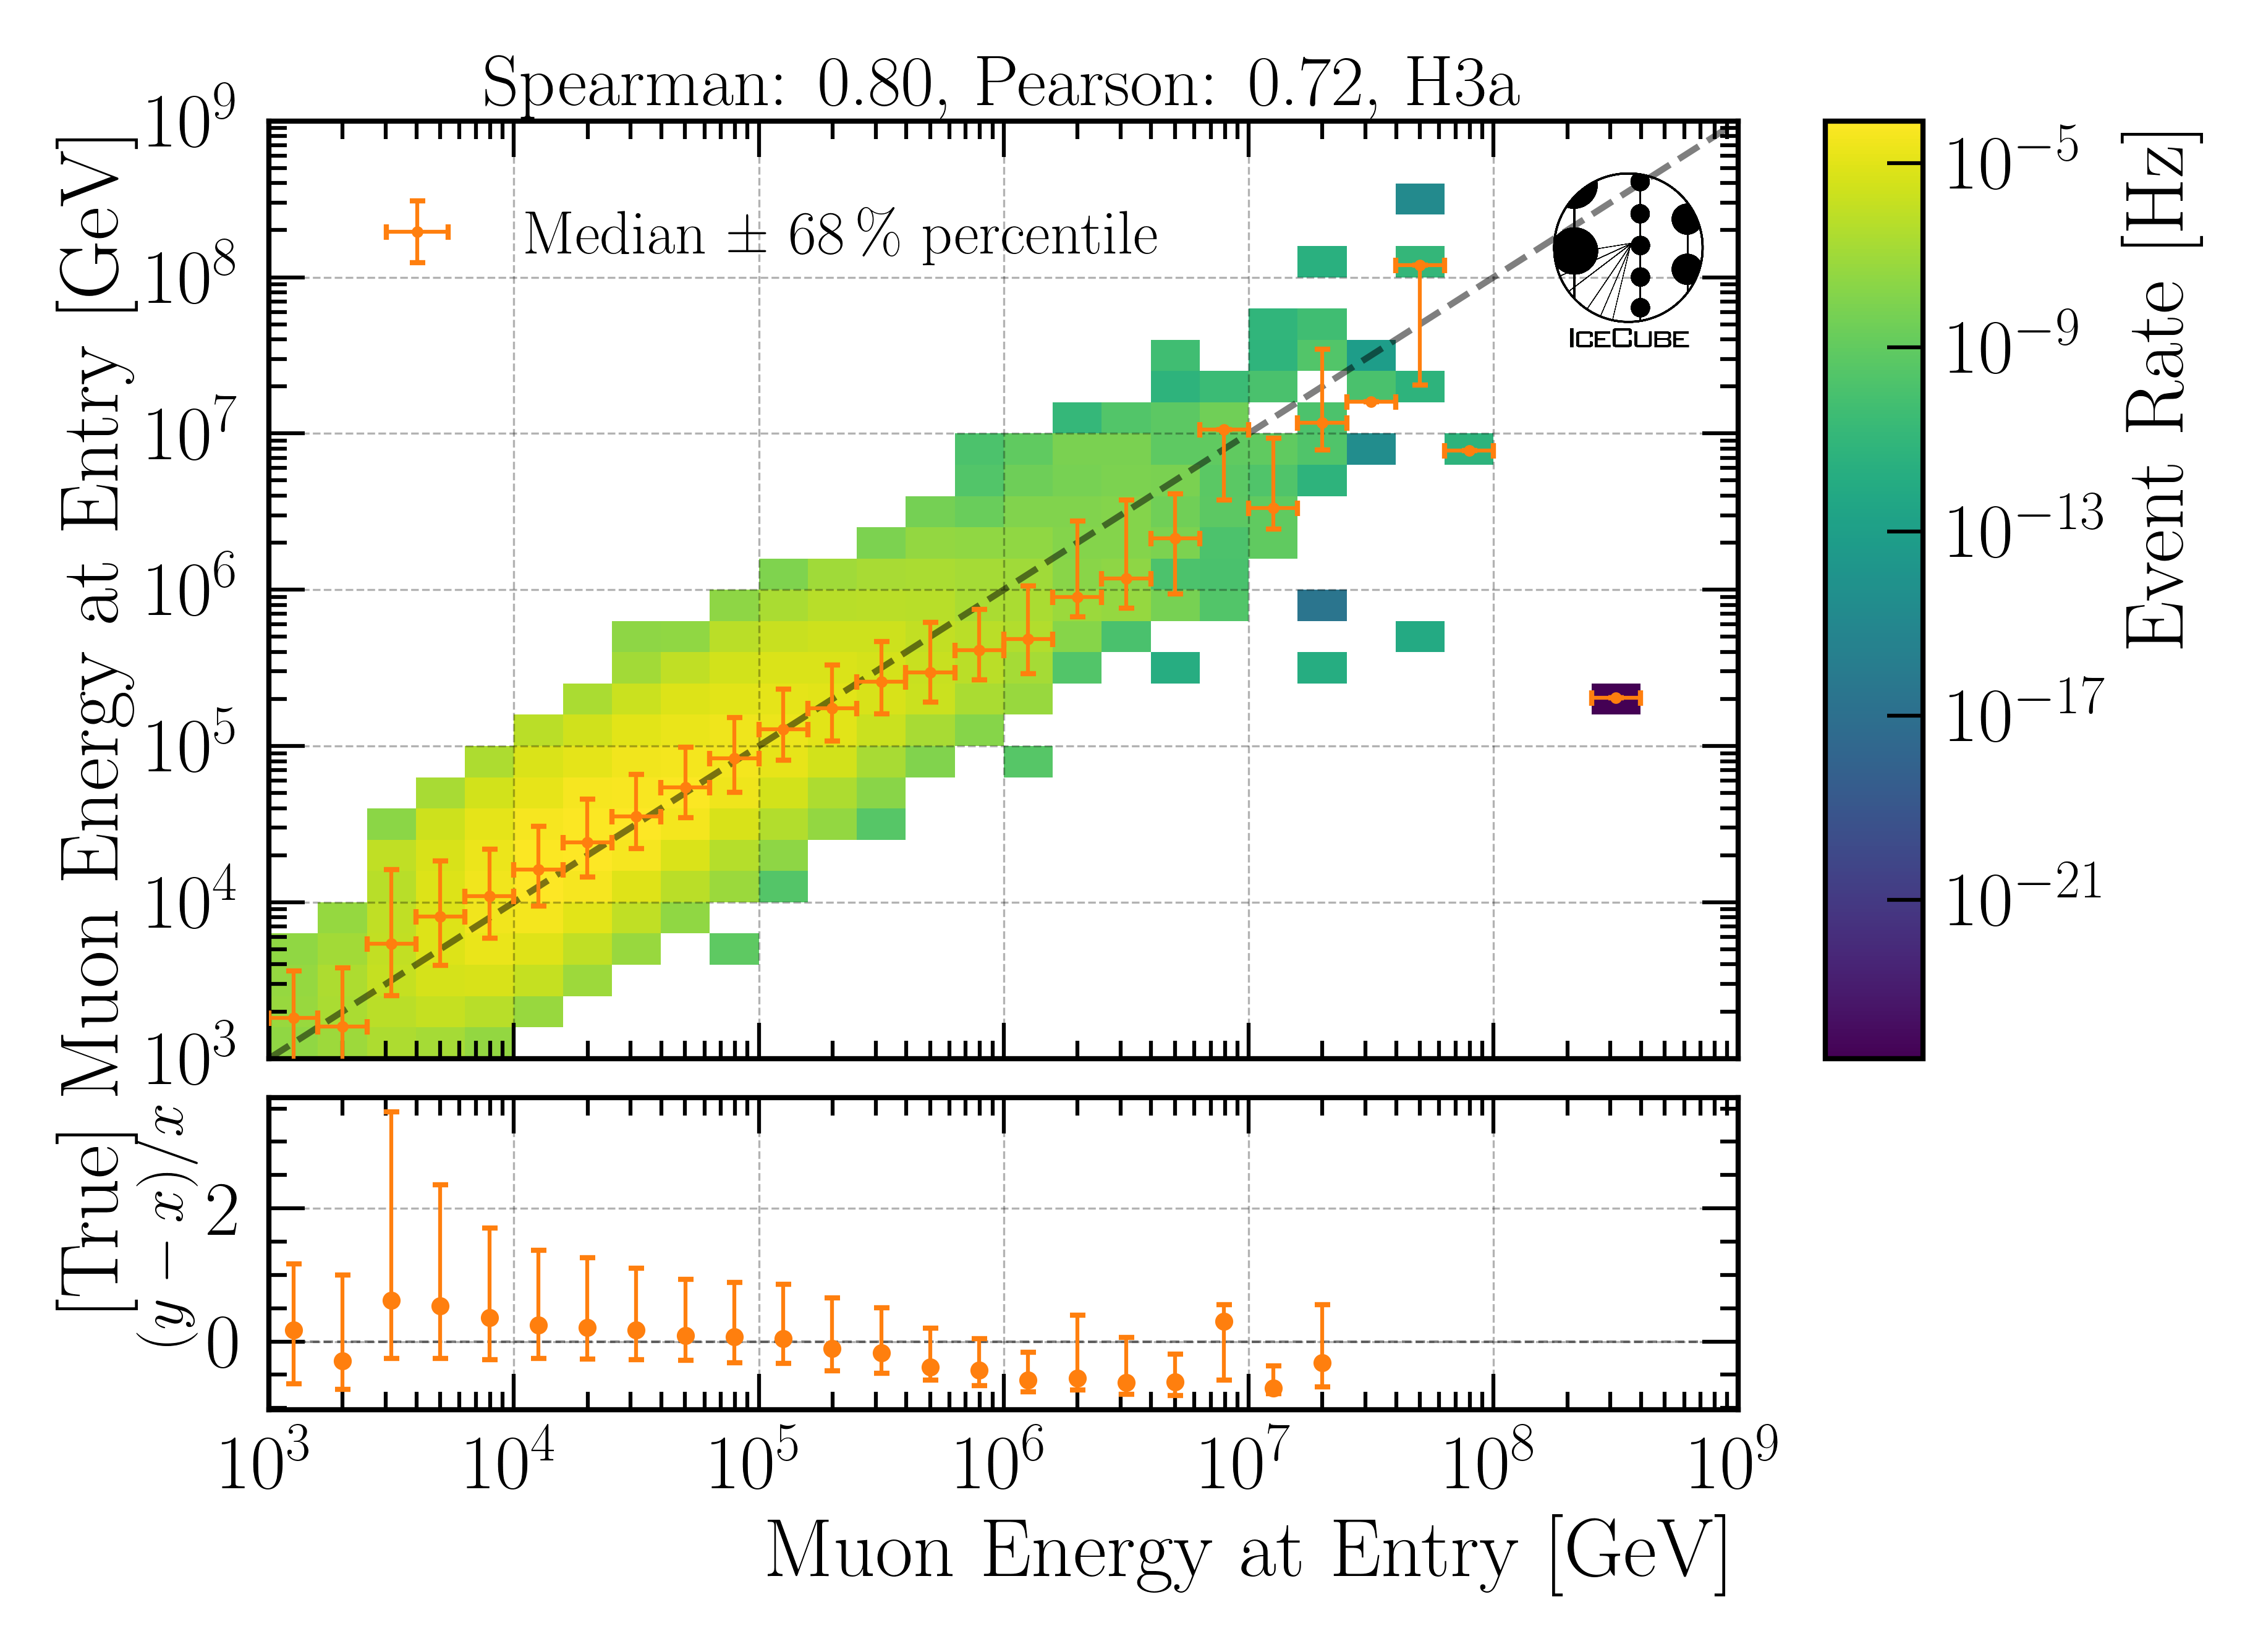 Spearman: 0.80, Pearson: 0.72, H3a
[True] Muon Energy at Entry [GeV]
10^9
10^8
10^7
10^6
10^5
10^4
10^3
Median ± 68 % percentile
ICECUBE
10^−5
10^−9
10^−13
10^−17
10^−21
Event Rate [Hz]
(y − x)/x
2
0
10^3 10^4 10^5 10^6 10^7 10^8 10^9
Muon Energy at Entry [GeV]